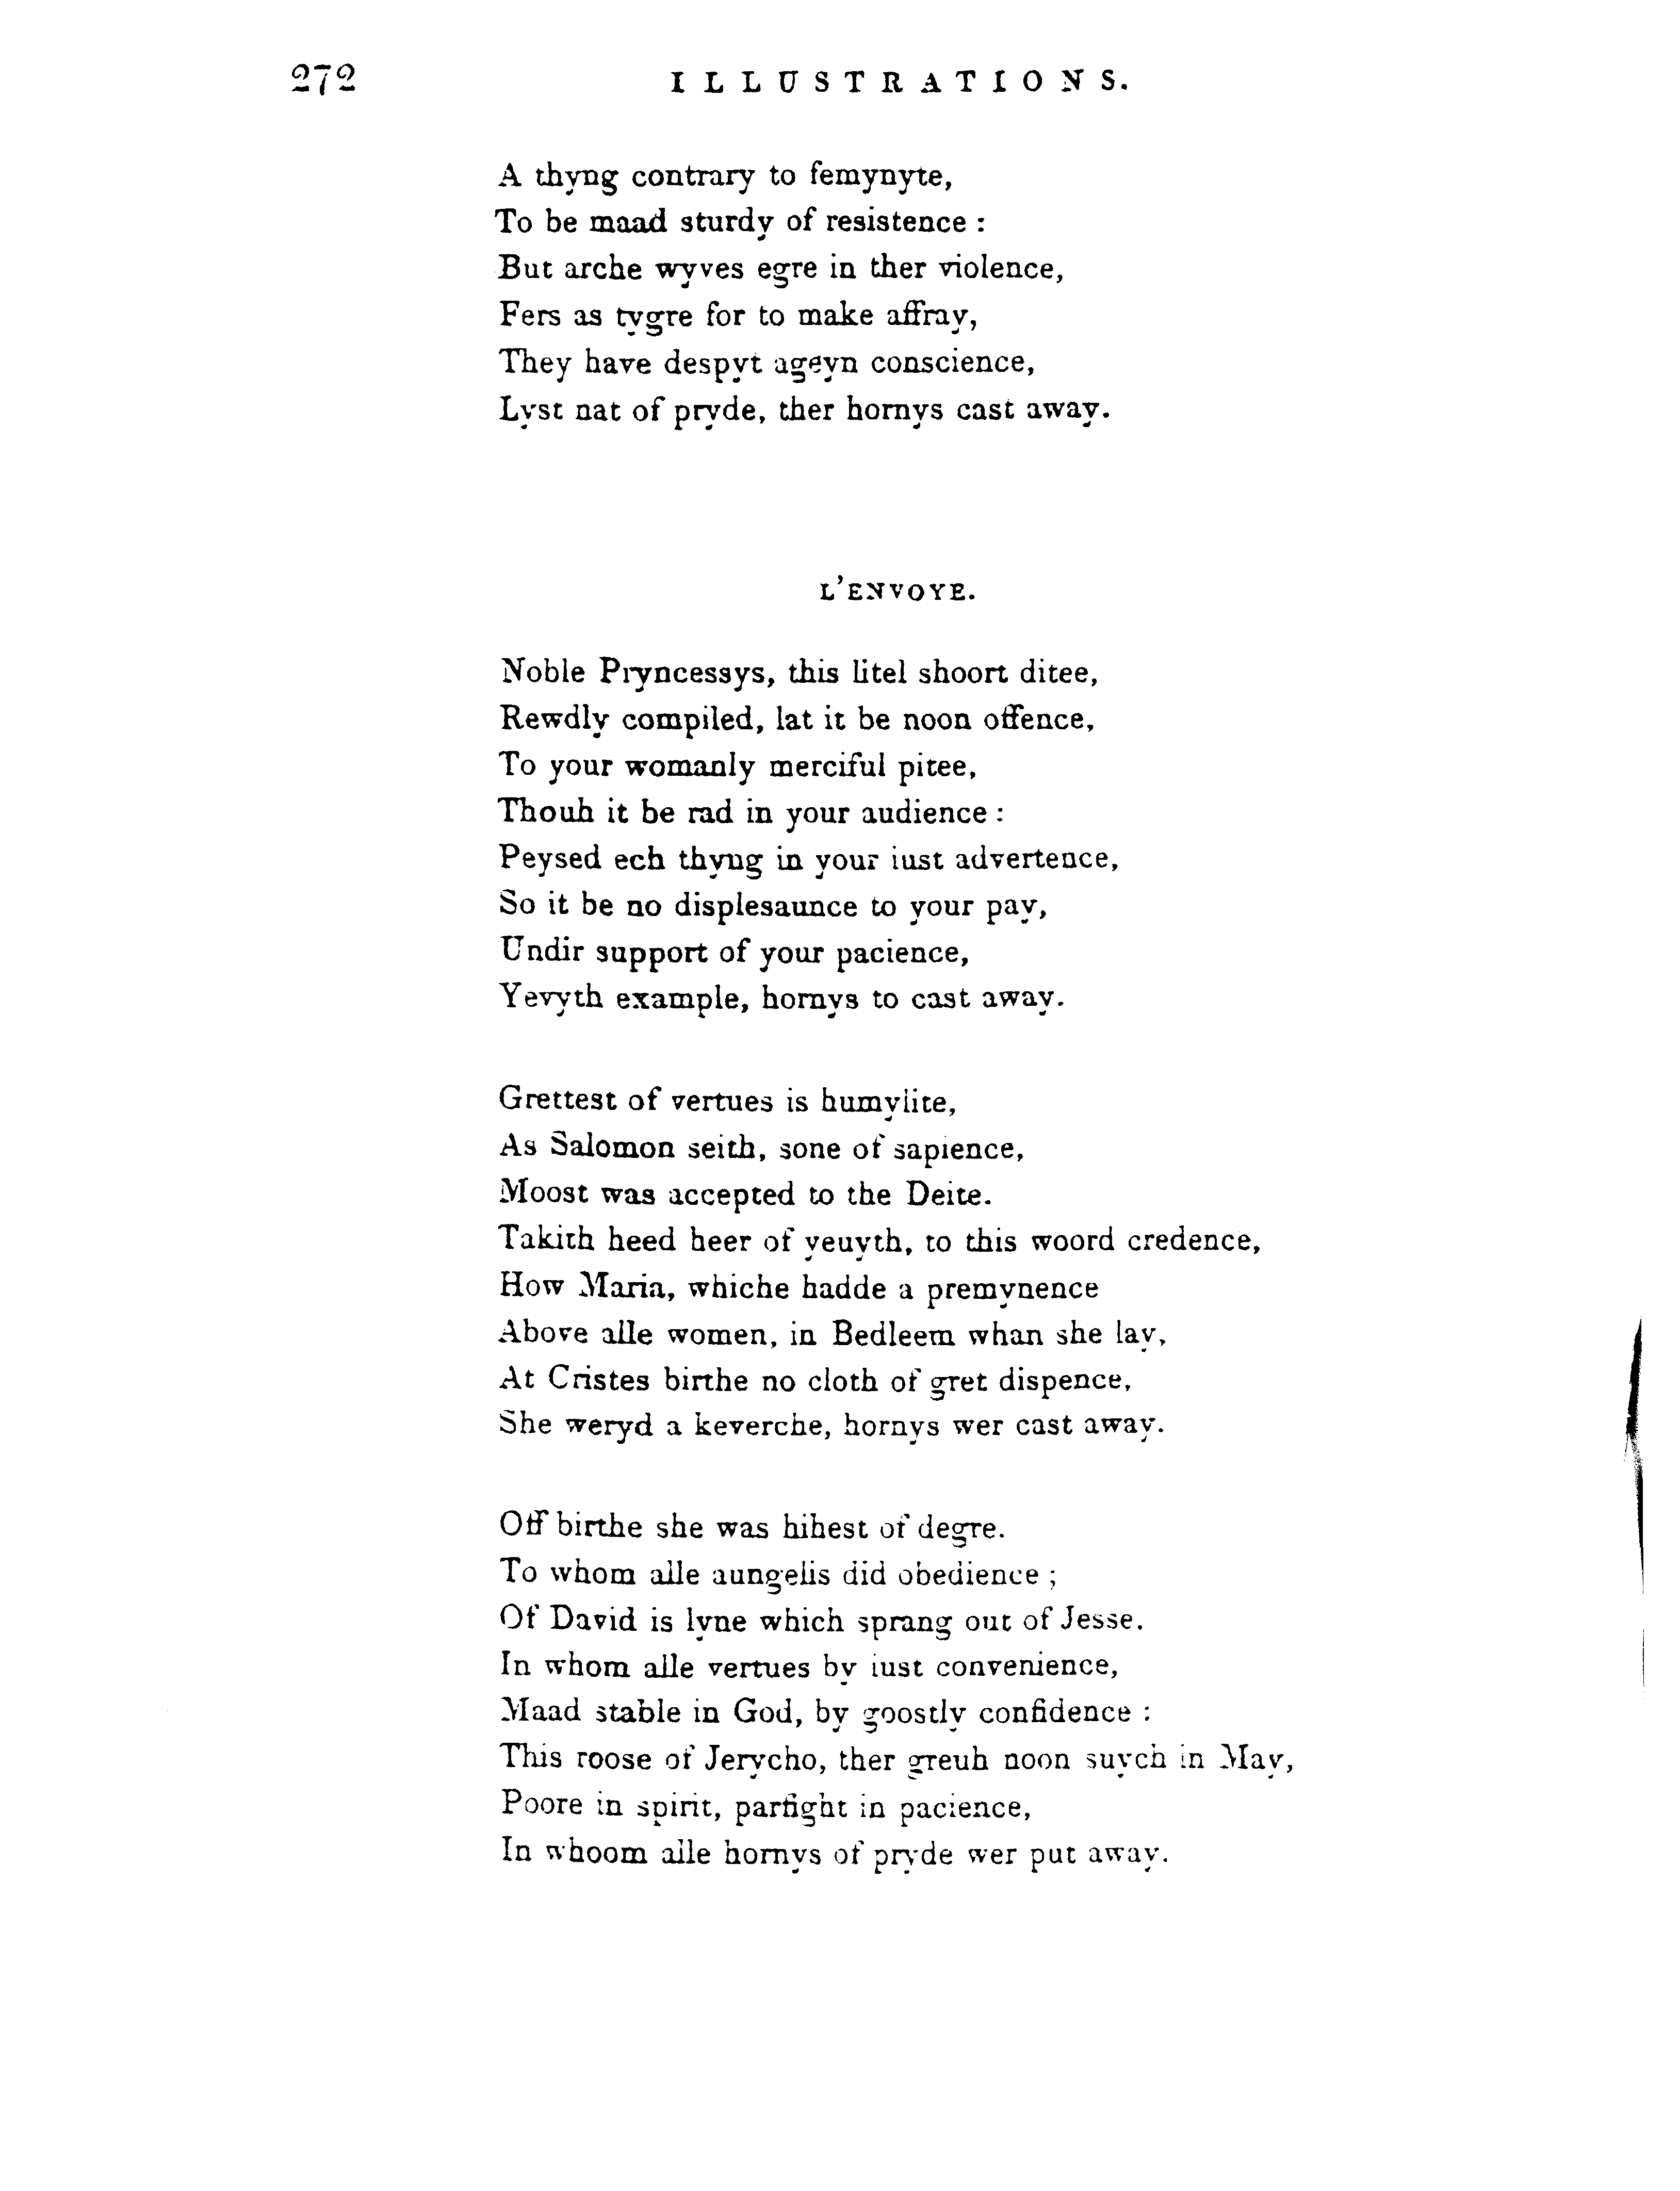 272 ILLUSTRATIONS.
A thyng contrary to femynyte,
To be maad sturdy of resistence :
But arche wyves egre in ther violence,
Fers as tygre for to make affray,
They have despyt ageyn conscience,
Lyst nat of pryde, ther hornys cast away.
L'ENVOYE.
Noble Pryncessys, this litel shoort ditee,
Rewdly compiled, lat it be noon offence,
To your womanly merciful pitee,
Thouh it be rad in your audience :
Peysed ech thyng in your iust advertence,
So it be no displesaunce to your pay,
Undir support of your pacience,
Yevyth example, hornys to cast away.
Grettest of vertues is humylite,
As Salomon seith, sone of sapience,
Moost was accepted to the Deite.
Takith heed heer of yeuyth, to this woord credence,
How Maria, whiche hadde a premynence
Above alle women, in Bedleem whan she lay,
At Cristes birthe no cloth of gret dispence,
She weryd a keverche, hornys wer cast away.
Off birthe she was hihest of degre.
To whom alle aungelis did obedience ;
Of David is lyne which sprang out of Jesse.
In whom alle vertues by iust convenience,
Maad stable in God, by goostly confidence :
This roose of Jerycho, ther greuh noon suych in May,
Poore in spirit, parfight in pacience,
In whoom alle hornys of pryde wer put away.